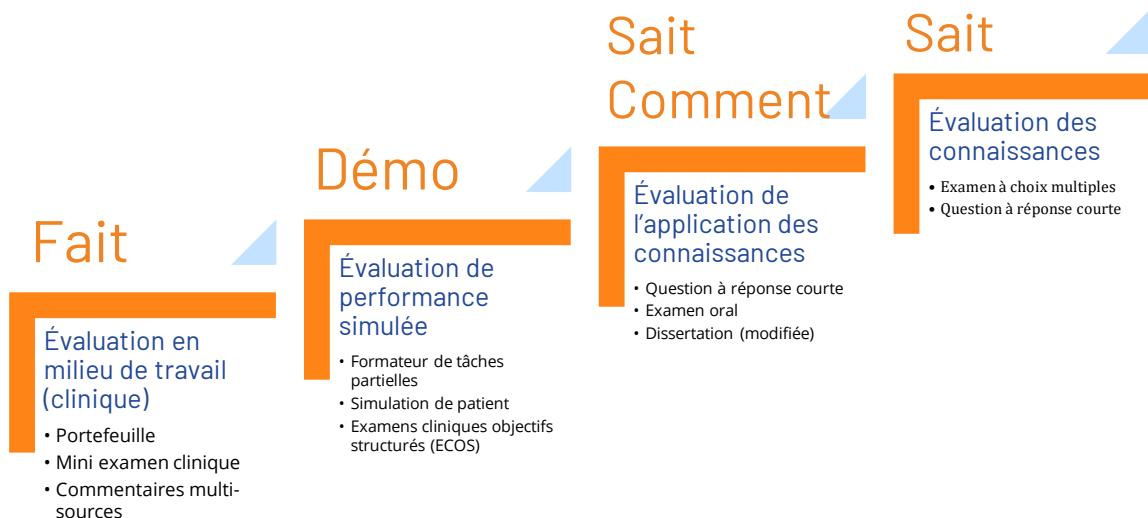 Fait
Évaluation en
milieu de travail
(clinique)
• Portefeuille
• Mini examen clinique
• Commentaires multi-
sources
Démo
Évaluation de
performance
simulée
• Formateur de tâches
partielles
• Simulation de patient
• Examens cliniques objectifs
structurés (ECOS)
Sait
Comment
Évaluation de
l’application des
connaissances
• Question à réponse courte
• Examen oral
• Dissertation (modifiée)
Sait
Évaluation des
connaissances
• Examen à choix multiples
• Question à réponse courte